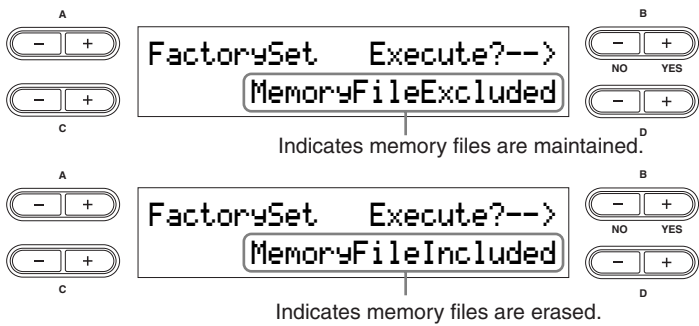 A B
- + FactorySet Execute?--> - +
NO YES
- + MemoryFileExcluded - +
C D
Indicates memory files are maintained.
A B
- + FactorySet Execute?--> - +
NO YES
- + MemoryFileIncluded - +
C D
Indicates memory files are erased.